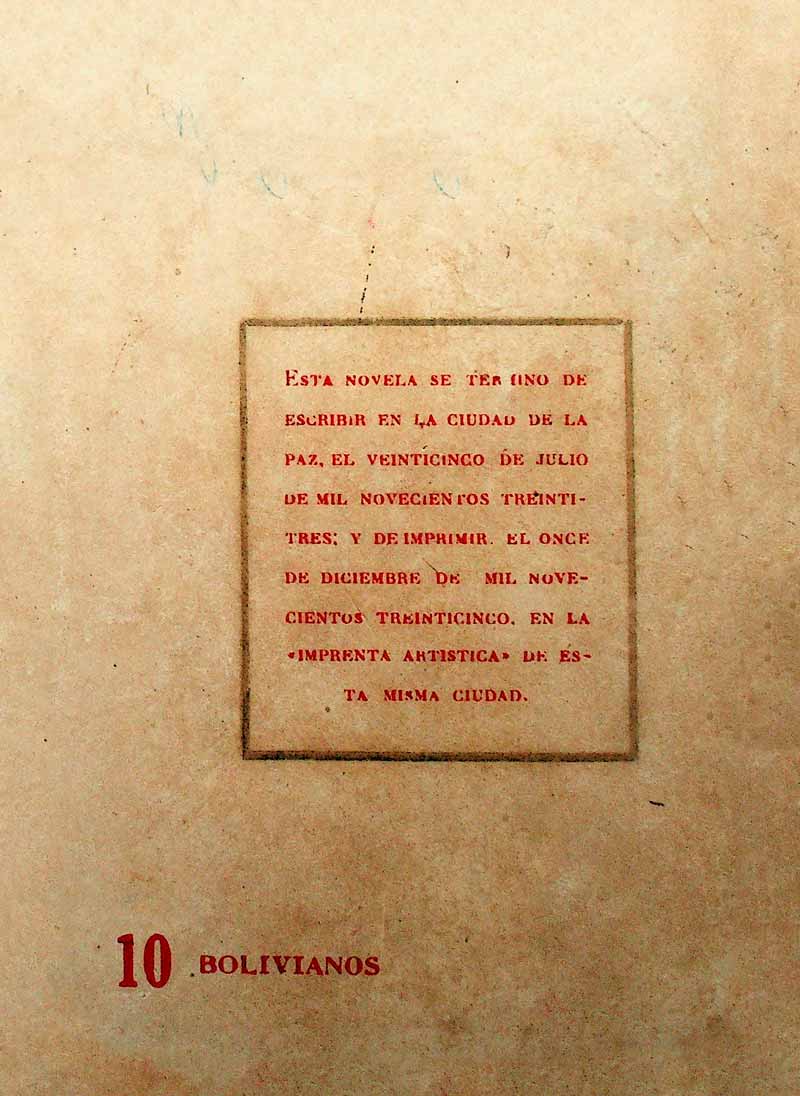 ESTA NOVELA SE TERMINO DE
ESCRIBIR EN LA CIUDAD DE LA
PAZ, EL VEINTICINCO DE JULIO
DE MIL NOVECIENTOS TREINTI-
TRES; Y DE IMPRIMIR. EL ONCE
DE DICIEMBRE DE MIL NOVE-
CIENTOS TREINTICINCO, EN LA
«IMPRENTA ARTISTICA» DE ES-
TA MISMA CIUDAD.
10 BOLIVIANOS